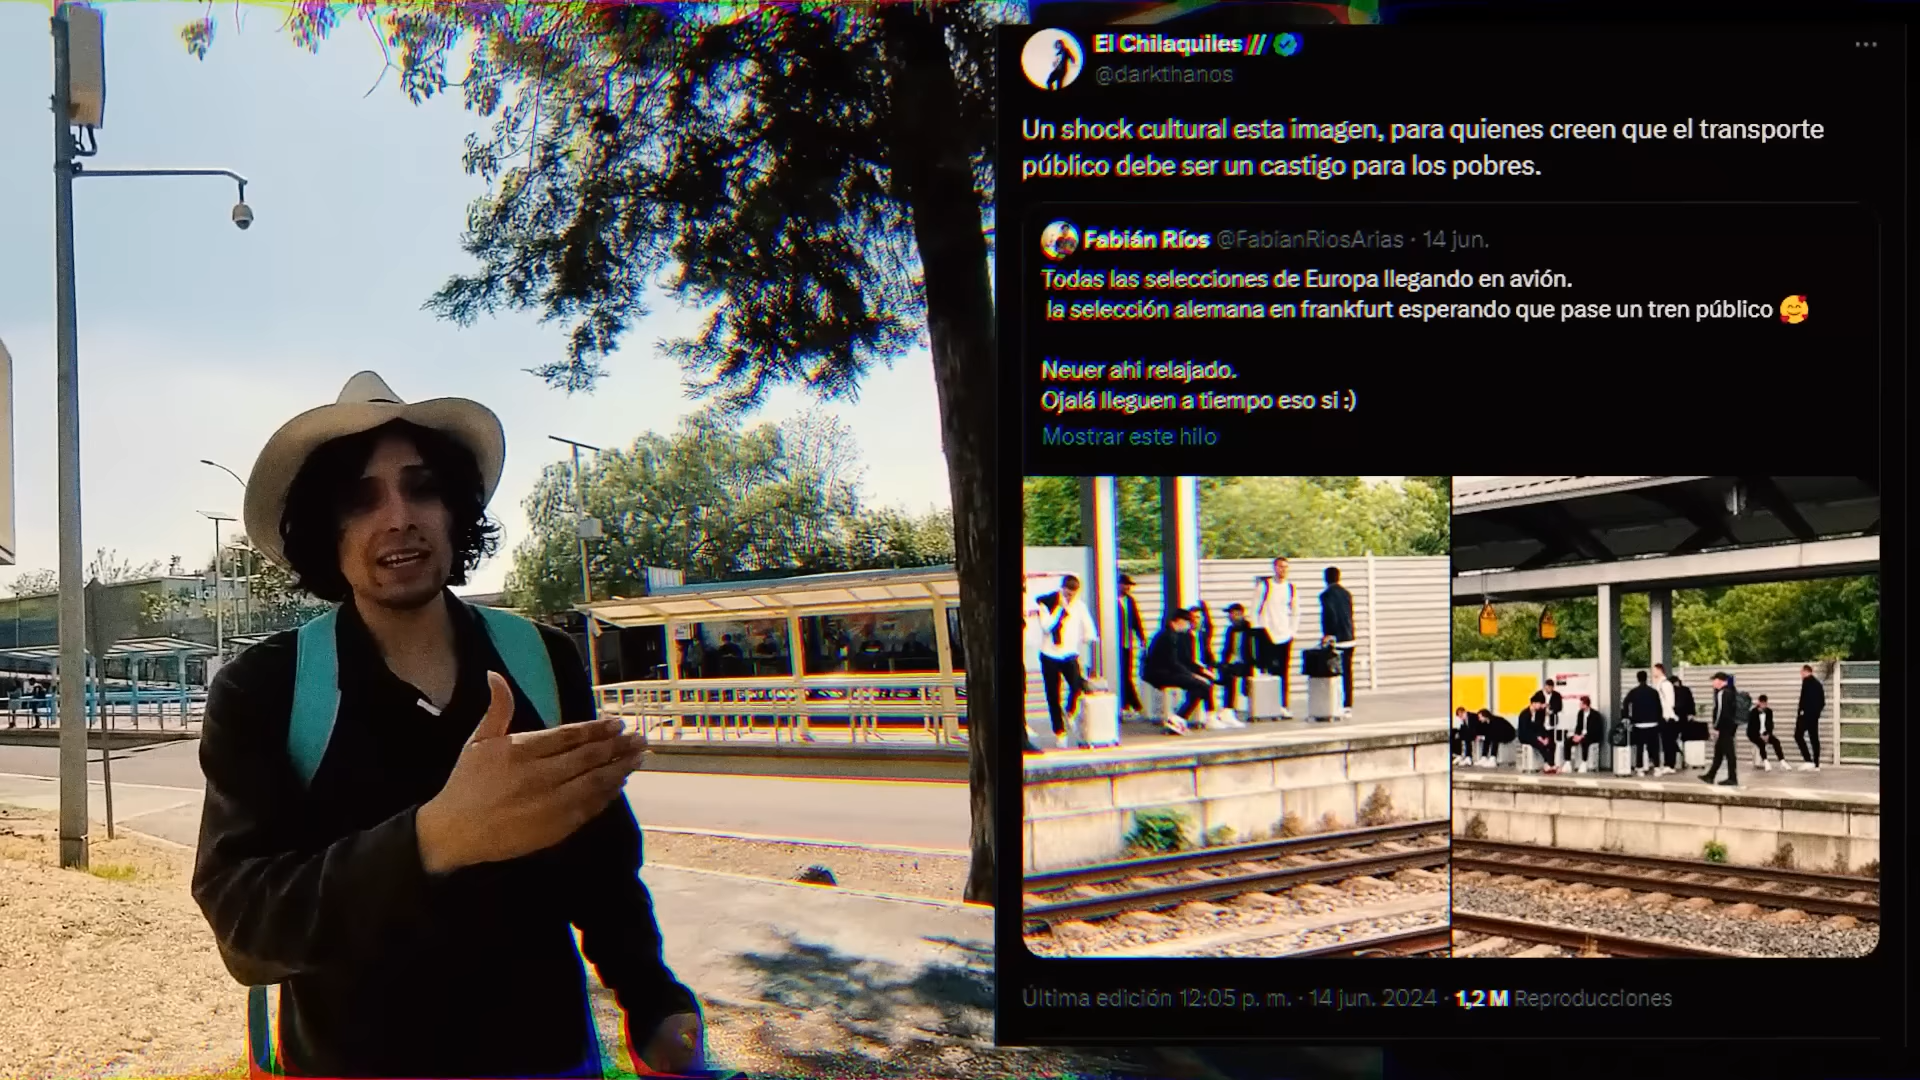 El Chilaquiles //
@darkthanos
Un shock cultural esta imagen, para quienes creen que el transporte
público debe ser un castigo para los pobres.
Fabián Ríos @FabianRiosArias · 14 jun.
Todas las selecciones de Europa llegando en avión.
la selección alemana en frankfurt esperando que pase un tren público 🥰
Neuer ahi relajado.
Ojalá lleguen a tiempo eso si :)
Mostrar este hilo
Última edición 12:05 p. m. · 14 jun. 2024 · 1,2 M Reproducciones